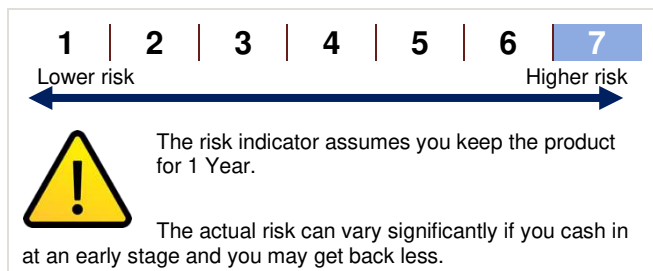 1 2 3 4 5 6 7
Lower risk Higher risk
The risk indicator assumes you keep the product
for 1 Year.
The actual risk can vary significantly if you cash in
at an early stage and you may get back less.